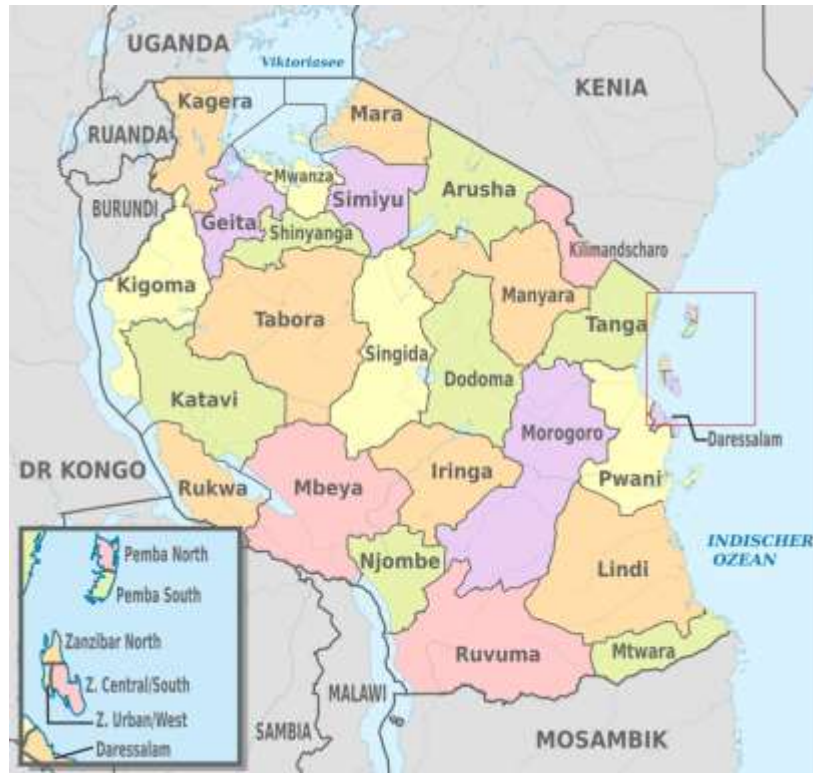 UGANDA
Viktoriasee
KENIA
Kagera
Mara
RUANDA
Mwanza
Arusha
BURUNDI
Geita
Simiyu
Shinyanga
Kilimandscharo
Kigoma
Manyara
Tabora
Tanga
Singida
Dodoma
Katavi
Morogoro
Daressalam
DR KONGO
Rukwa
Mbeya
Iringa
Pwani
INDISCHER
OZEAN
Njombe
Lindi
Ruvuma
Mtwara
MALAWI
SAMBIA
MOSAMBIK
Pemba North
Pemba South
Zanzibar North
Z. Central/South
Z. Urban/West
Daressalam